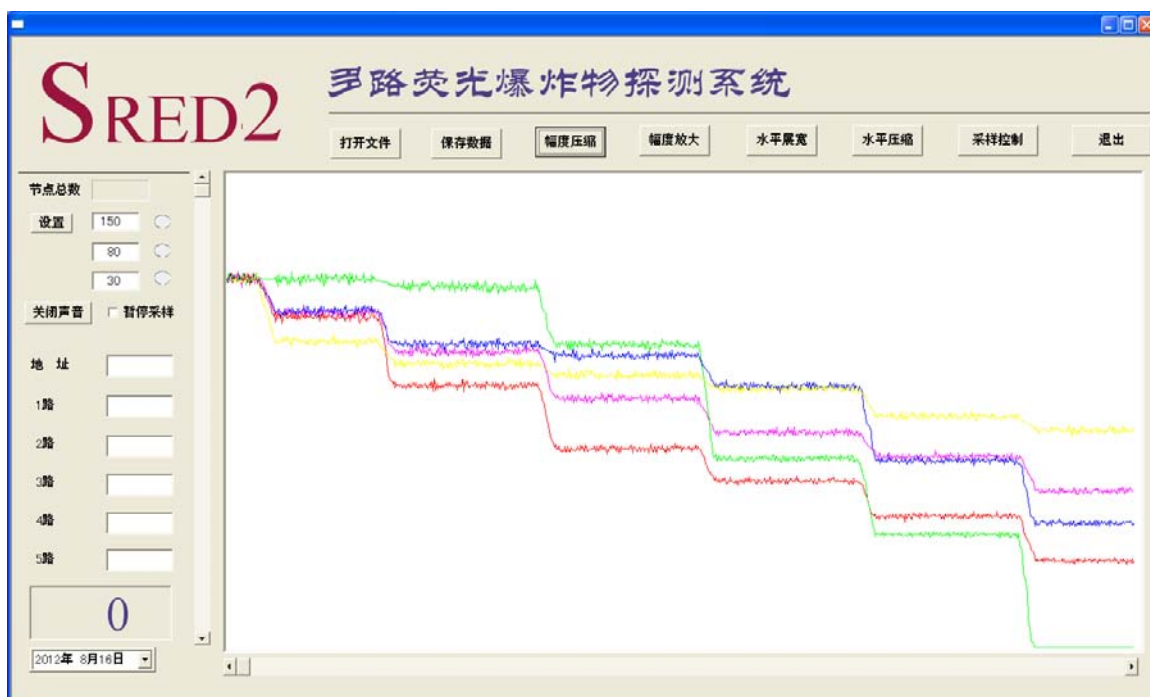 SRED2
多路荧光爆炸物探测系统
打开文件 保存数据 幅度压缩 幅度放大 水平展宽 水平压缩 采样控制 退出
节点总数
设置 150
80
30
关闭声音 暂停采样
地 址
1路
2路
3路
4路
5路
0
2012年 8月16日